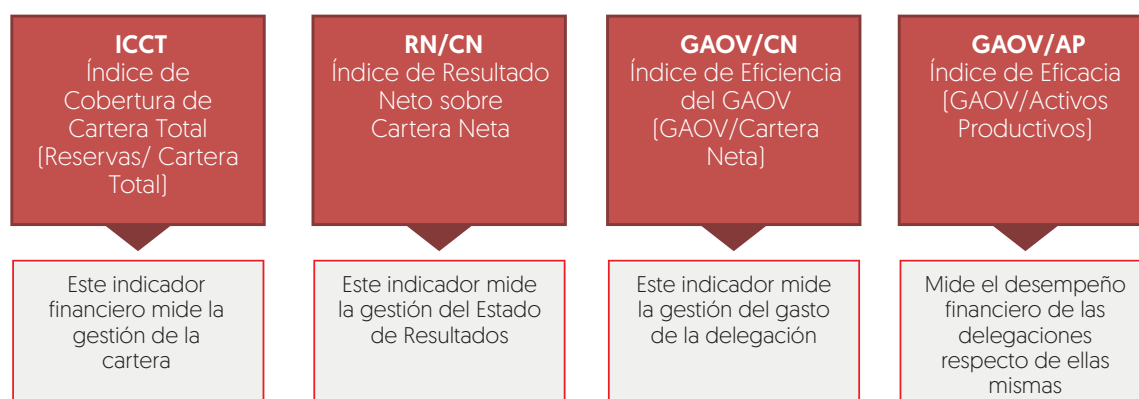 ICCT
Índice de
Cobertura de
Cartera Total
(Reservas/ Cartera
Total)
Este indicador
financiero mide la
gestión de la
cartera
RN/CN
Índice de Resultado
Neto sobre
Cartera Neta
Este indicador mide
la gestión del Estado
de Resultados
GAOV/CN
Índice de Eficiencia
del GAOV
(GAOV/Cartera
Neta)
Este indicador mide
la gestión del gasto
de la delegación
GAOV/AP
Índice de Eficacia
(GAOV/Activos
Productivos)
Mide el desempeño
financiero de las
delegaciones
respecto de ellas
mismas